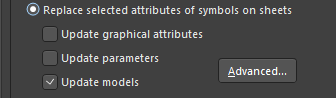 Replace selected attributes of symbols on sheets
Update graphical attributes
Update parameters
Advanced...
Update models